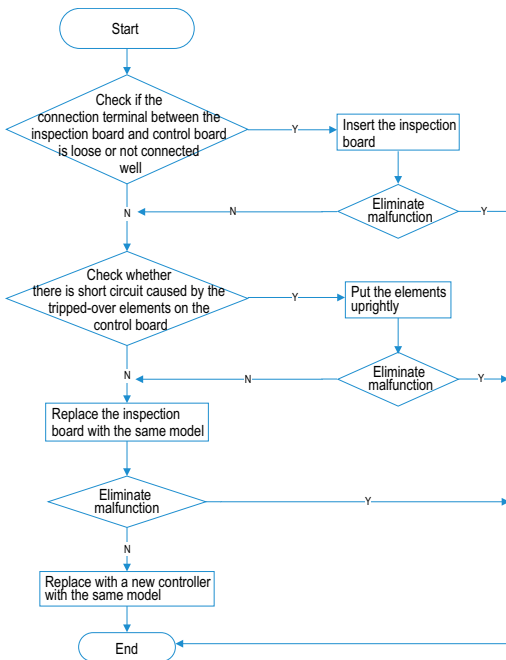 Start
Check if the
connection terminal between the
inspection board and control board
is loose or not connected
well
Y
Insert the inspection
board
N
N
Eliminate
malfunction
Y
Check whether
there is short circuit caused by the
tripped-over elements on the
control board
Y
Put the elements
uprightly
N
N
Eliminate
malfunction
Y
Replace the inspection
board with the same model
Eliminate
malfunction
Y
N
Replace with a new controller
with the same model
End